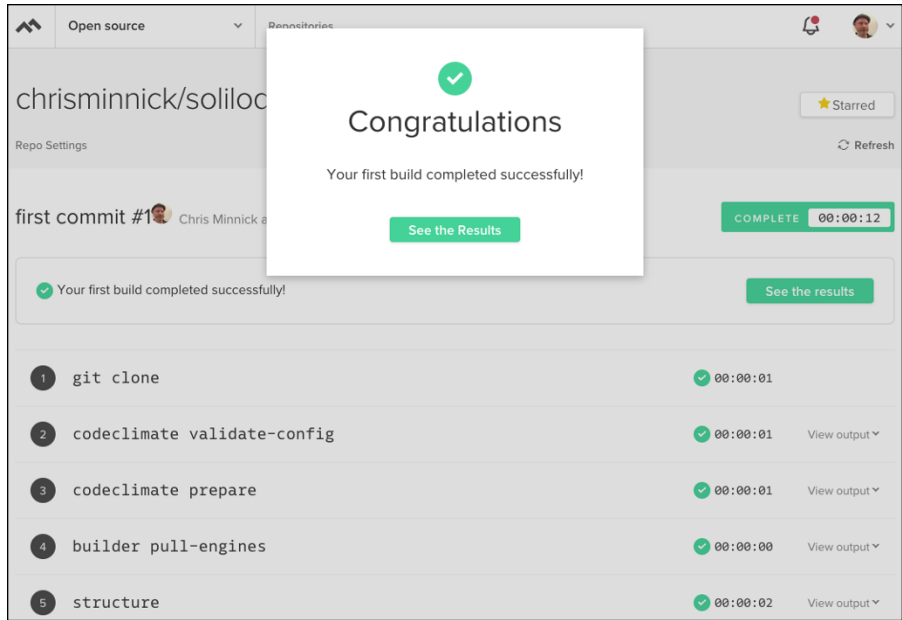 Open source
Repositories
chrisminnick/soliloq
Starred
Repo Settings
Refresh
Congratulations
Your first build completed successfully!
See the Results
first commit #1 Chris Minnick a
COMPLETE 00:00:12
Your first build completed successfully!
See the results
1 git clone 00:00:01
2 codeclimate validate-config 00:00:01 View output
3 codeclimate prepare 00:00:01 View output
4 builder pull-engines 00:00:00 View output
5 structure 00:00:02 View output